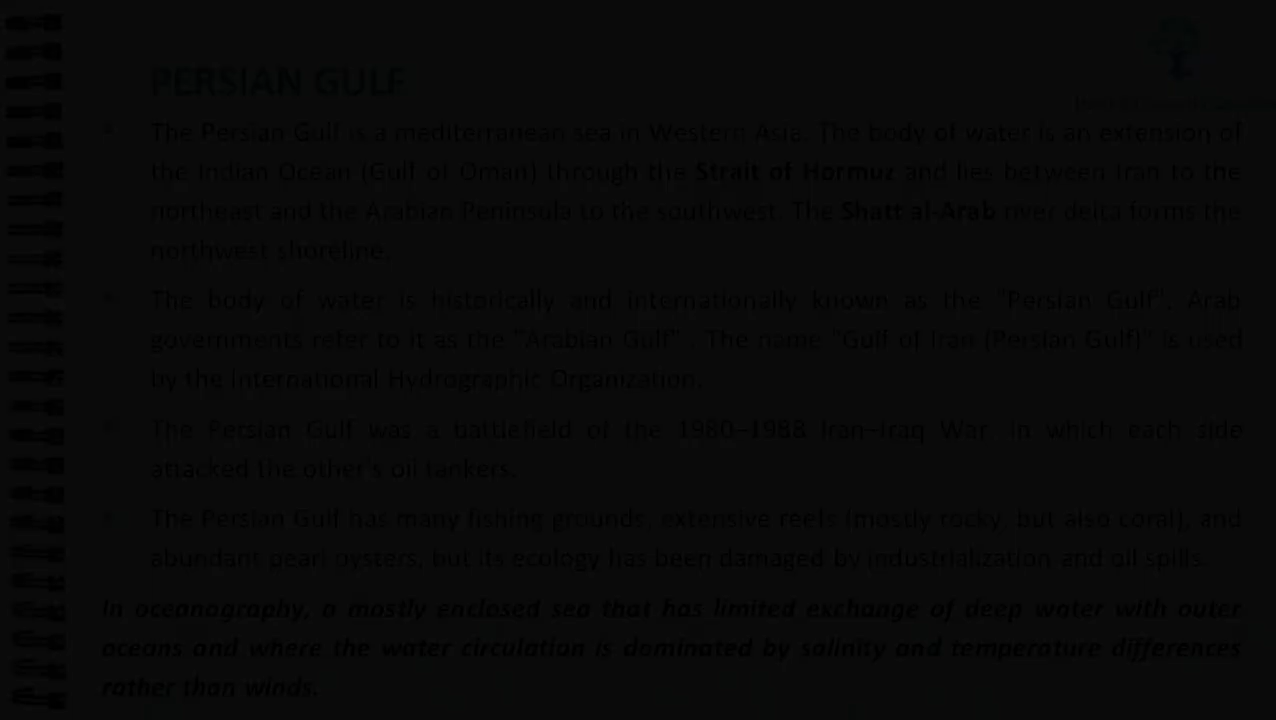 PERSIAN GULF
The Persian Gulf is a mediterranean sea in Western Asia. The body of water is an extension of
the Indian Ocean (Gulf of Oman) through the Strait of Hormuz and lies between Iran to the
northeast and the Arabian Peninsula to the southwest. The Shatt al-Arab river delta forms the
northwest shoreline.
The body of water is historically and internationally known as the "Persian Gulf". Arab
governments refer to it as the "Arabian Gulf" . The name "Gulf of Iran (Persian Gulf)" is used
by the International Hydrographic Organization.
The Persian Gulf was a battlefield of the 1980–1988 Iran–Iraq War, in which each side
attacked the other's oil tankers.
The Persian Gulf has many fishing grounds, extensive reefs (mostly rocky, but also coral), and
abundant pearl oysters, but its ecology has been damaged by industrialization and oil spills.
In oceanography, a mostly enclosed sea that has limited exchange of deep water with outer
oceans and where the water circulation is dominated by salinity and temperature differences
rather than winds.